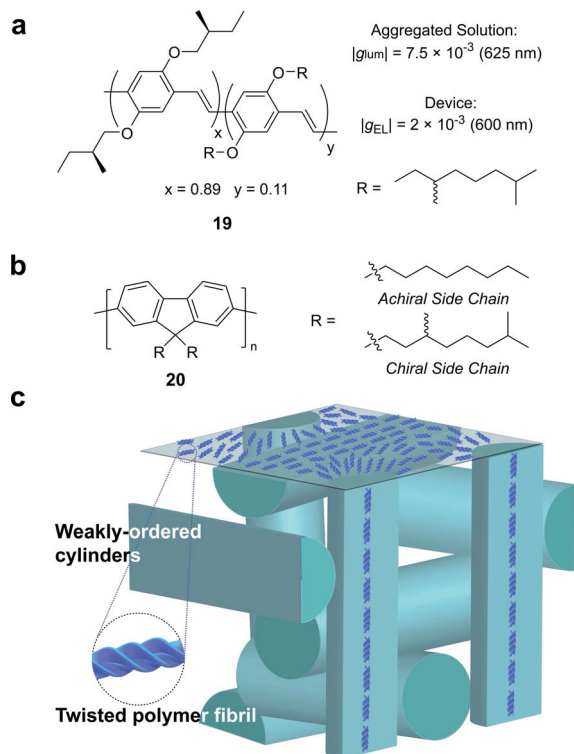 a
Aggregated Solution:
|glum| = 7.5 × 10⁻³ (625 nm)
Device:
|gEL| = 2 × 10⁻³ (600 nm)
O
O
R
x
O
R
O
y
R =
x = 0.89 y = 0.11
19
b
R R
n
20
R =
Achiral Side Chain
Chiral Side Chain
c
Weakly-ordered
cylinders
Twisted polymer fibril